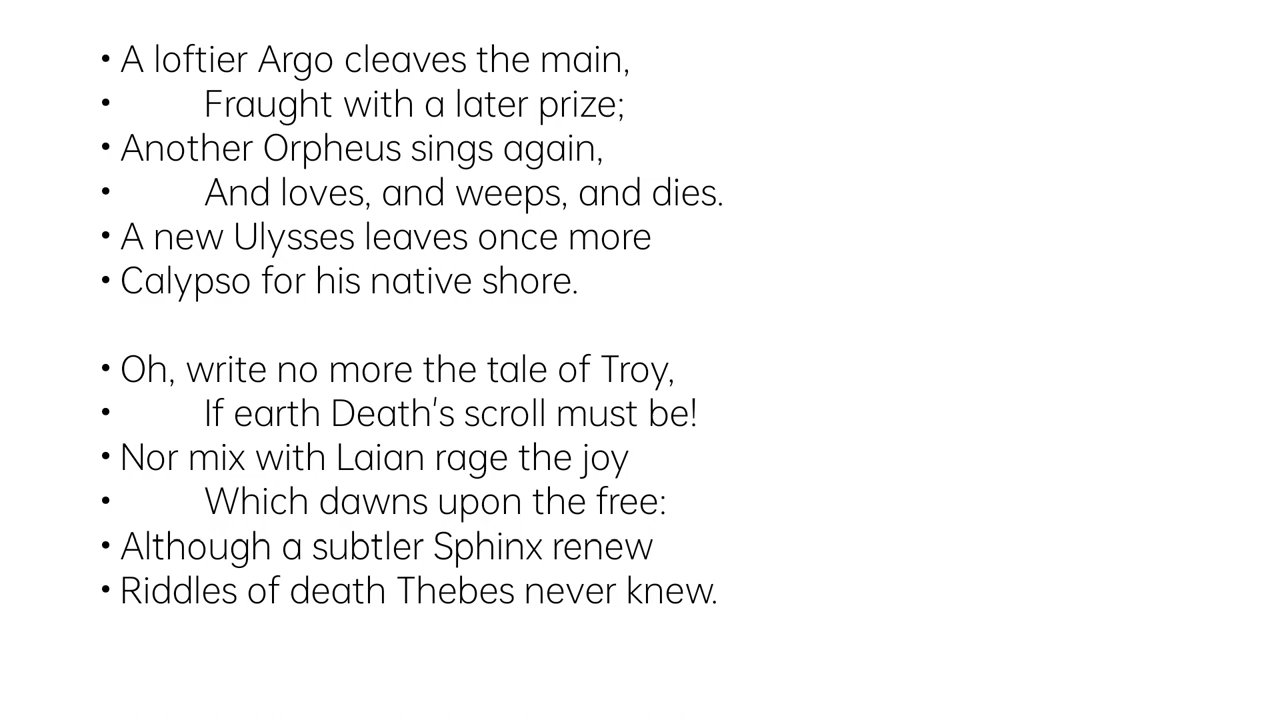 • A loftier Argo cleaves the main,
• Fraught with a later prize;
• Another Orpheus sings again,
• And loves, and weeps, and dies.
• A new Ulysses leaves once more
• Calypso for his native shore.

• Oh, write no more the tale of Troy,
• If earth Death's scroll must be!
• Nor mix with Laian rage the joy
• Which dawns upon the free:
• Although a subtler Sphinx renew
• Riddles of death Thebes never knew.